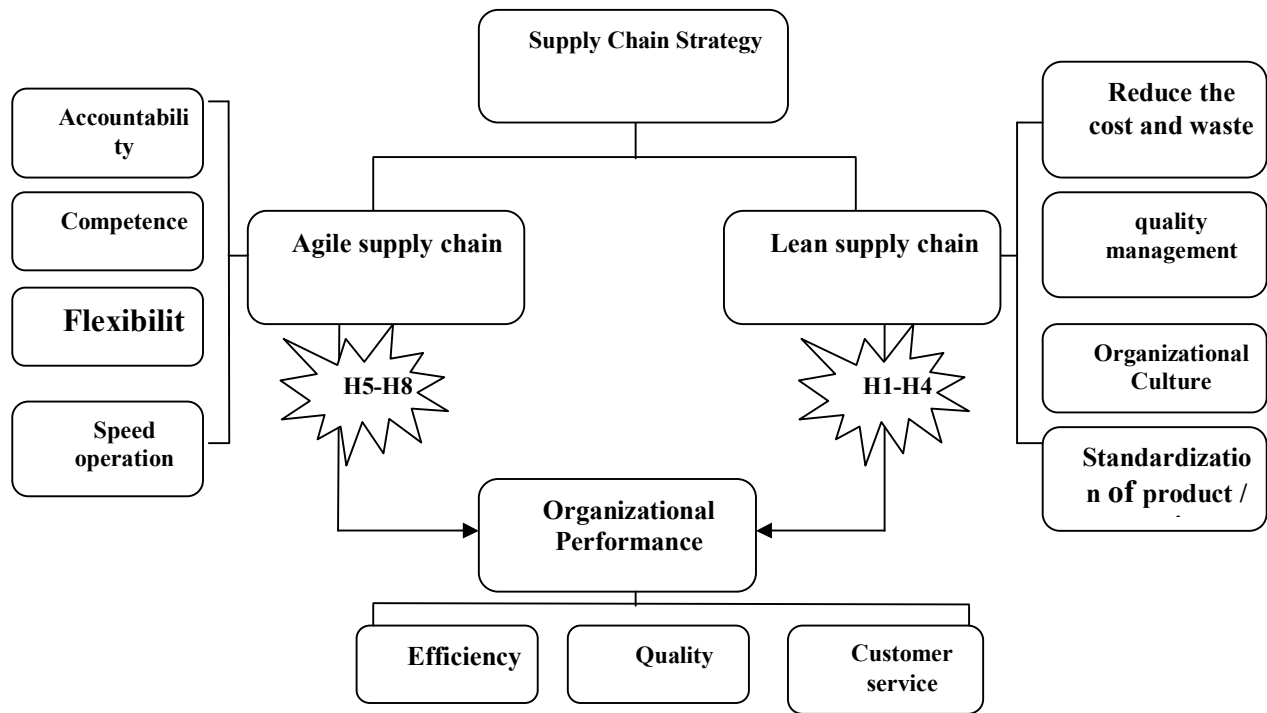 Supply Chain Strategy
Accountabili
ty
Competence
Flexibilit
Speed
operation
Agile supply chain
Lean supply chain
Reduce the
cost and waste
quality
management
Organizational
Culture
Standardizatio
n of product /
H5-H8
H1-H4
Organizational
Performance
Efficiency
Quality
Customer
service